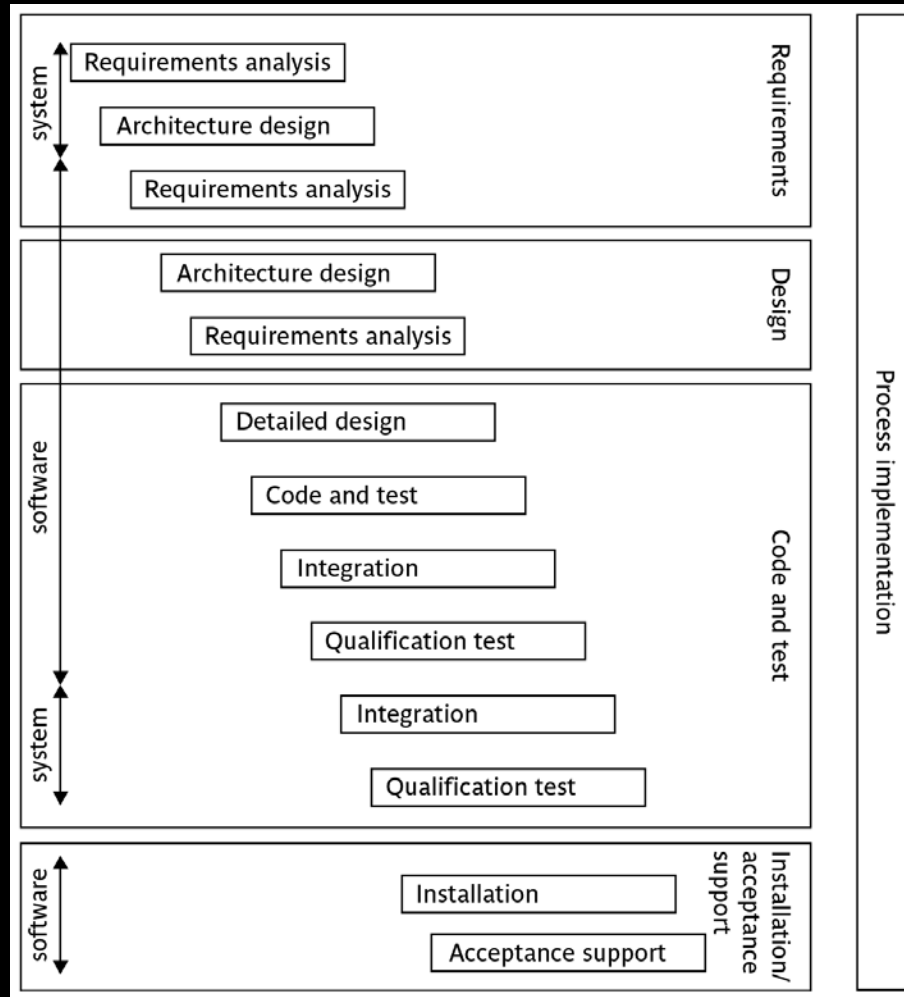 system
Requirements analysis
Architecture design
Requirements analysis
Requirements
Architecture design
Requirements analysis
Design
software
Detailed design
Code and test
Integration
Qualification test
system
Integration
Qualification test
Code and test
software
Installation
Acceptance support
Installation/
acceptance
support
Process implementation